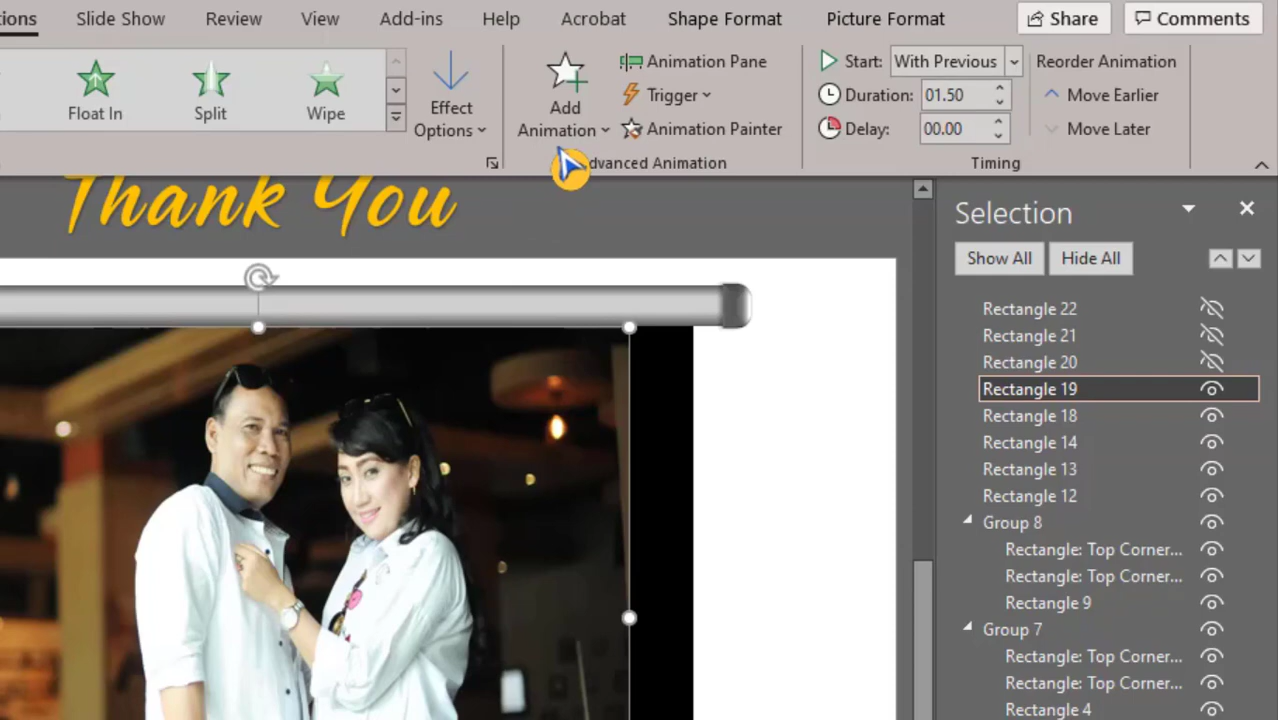 ions Slide Show Review View Add-ins Help Acrobat Shape Format Picture Format Share Comments
Float In Split Wipe
Effect Options
Add Animation
Animation Pane
Trigger
Animation Painter
dvanced Animation
Start: With Previous
Duration: 01.50
Delay: 00.00
Timing
Reorder Animation
Move Earlier
Move Later
Thank You
Selection
Show All Hide All
Rectangle 22
Rectangle 21
Rectangle 20
Rectangle 19
Rectangle 18
Rectangle 14
Rectangle 13
Rectangle 12
Group 8
Rectangle: Top Corner...
Rectangle: Top Corner...
Rectangle 9
Group 7
Rectangle: Top Corner...
Rectangle: Top Corner...
Rectangle 4